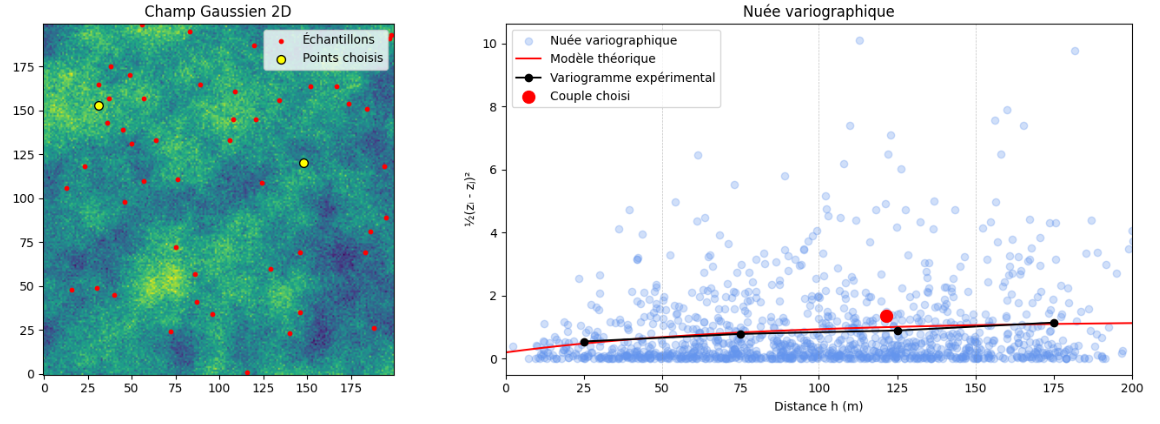 Champ Gaussien 2D
Échantillons
Points choisis
175
150
125
100
75
50
25
0
0 25 50 75 100 125 150 175
Nuée variographique
Nuée variographique
Modèle théorique
Variogramme expérimental
Couple choisi
½(zᵢ - zⱼ)²
10
8
6
4
2
0
0 25 50 75 100 125 150 175 200
Distance h (m)